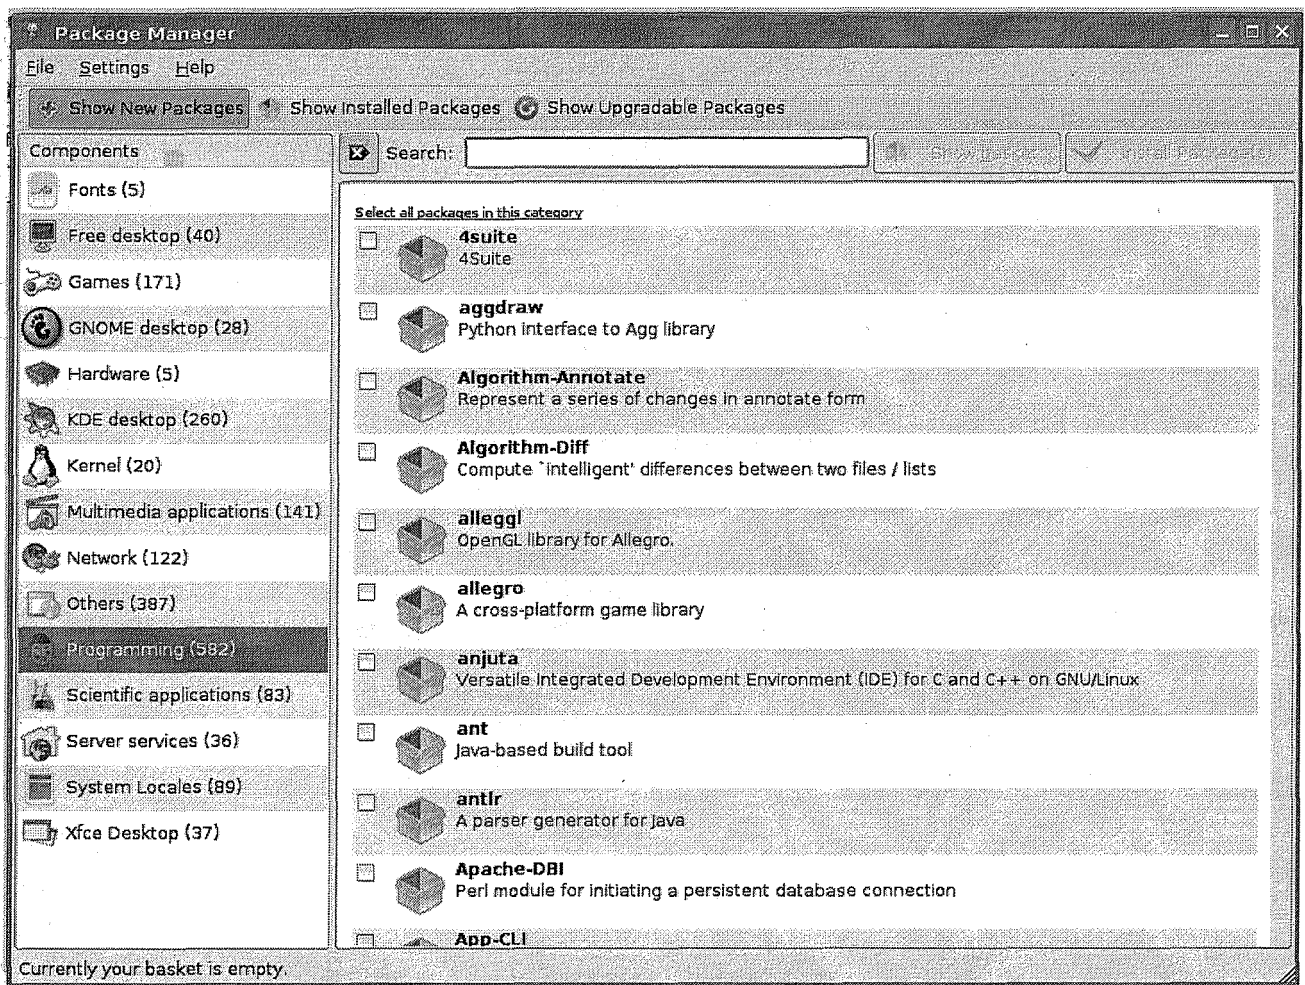 Package Manager
File Settings Help
Show New Packages Show Installed Packages Show Upgradable Packages
Components
Search:
Fonts (5)
Free desktop (40)
Games (171)
GNOME desktop (28)
Hardware (5)
KDE desktop (260)
Kernel (20)
Multimedia applications (141)
Network (122)
Others (387)
Programming (582)
Scientific applications (83)
Server services (36)
System Locales (89)
Xfce Desktop (37)
Select all packages in this category
4suite
4Suite
aggdraw
Python interface to Agg library
Algorithm-Annotate
Represent a series of changes in annotate form
Algorithm-Diff
Compute `intelligent' differences between two files / lists
alleggl
OpenGL library for Allegro.
allegro
A cross-platform game library
anjuta
Versatile Integrated Development Environment (IDE) for C and C++ on GNU/Linux
ant
Java-based build tool
antlr
A parser generator for Java
Apache-DBI
Perl module for initiating a persistent database connection
App-CLI
Currently your basket is empty.